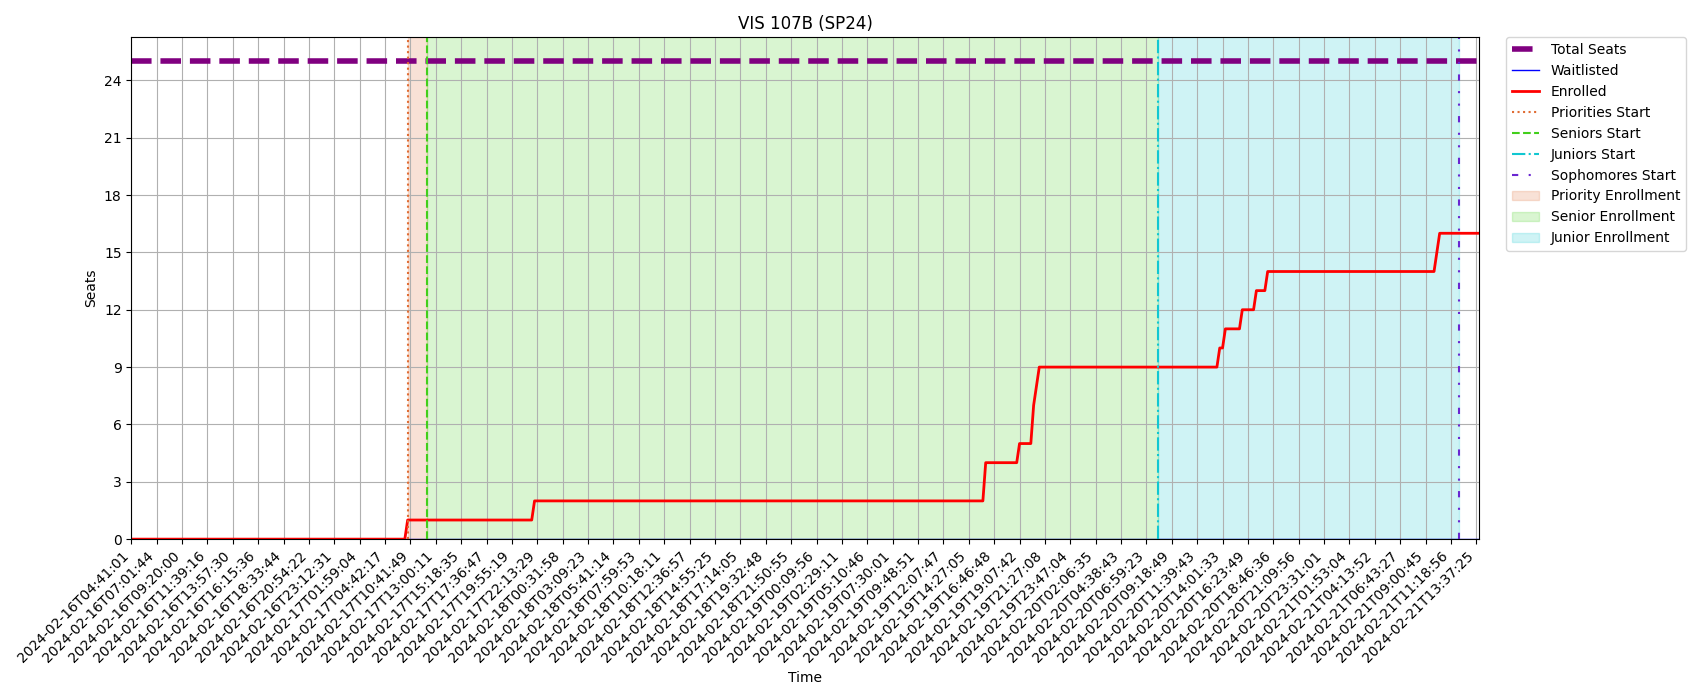 VIS 107B (SP24)
Total Seats
Waitlisted
Enrolled
Priorities Start
Seniors Start
Juniors Start
Sophomores Start
Priority Enrollment
Senior Enrollment
Junior Enrollment
Seats
24
21
18
15
12
9
6
3
0
2024-02-16T04:41:01
2024-02-16T07:01:44
2024-02-16T09:20:00
2024-02-16T11:39:16
2024-02-16T13:57:30
2024-02-16T16:15:36
2024-02-16T18:33:44
2024-02-16T20:54:22
2024-02-16T23:12:31
2024-02-17T01:59:04
2024-02-17T04:42:17
2024-02-17T10:41:49
2024-02-17T13:00:11
2024-02-17T15:18:35
2024-02-17T17:36:47
2024-02-17T19:55:19
2024-02-17T22:13:29
2024-02-18T00:31:58
2024-02-18T03:09:23
2024-02-18T05:41:14
2024-02-18T07:59:53
2024-02-18T10:18:11
2024-02-18T12:36:57
2024-02-18T14:55:25
2024-02-18T17:14:05
2024-02-18T19:32:48
2024-02-18T21:50:55
2024-02-19T00:09:56
2024-02-19T02:29:11
2024-02-19T05:10:46
2024-02-19T07:30:01
2024-02-19T09:48:51
2024-02-19T12:07:47
2024-02-19T14:27:05
2024-02-19T16:46:48
2024-02-19T19:07:42
2024-02-19T21:27:08
2024-02-19T23:47:04
2024-02-20T02:06:35
2024-02-20T04:38:43
2024-02-20T06:59:23
2024-02-20T09:18:49
2024-02-20T11:39:43
2024-02-20T14:01:33
2024-02-20T16:23:49
2024-02-20T18:46:36
2024-02-20T21:09:56
2024-02-20T23:31:01
2024-02-21T01:53:04
2024-02-21T04:13:52
2024-02-21T06:43:27
2024-02-21T09:00:45
2024-02-21T11:18:56
2024-02-21T13:37:25
Time